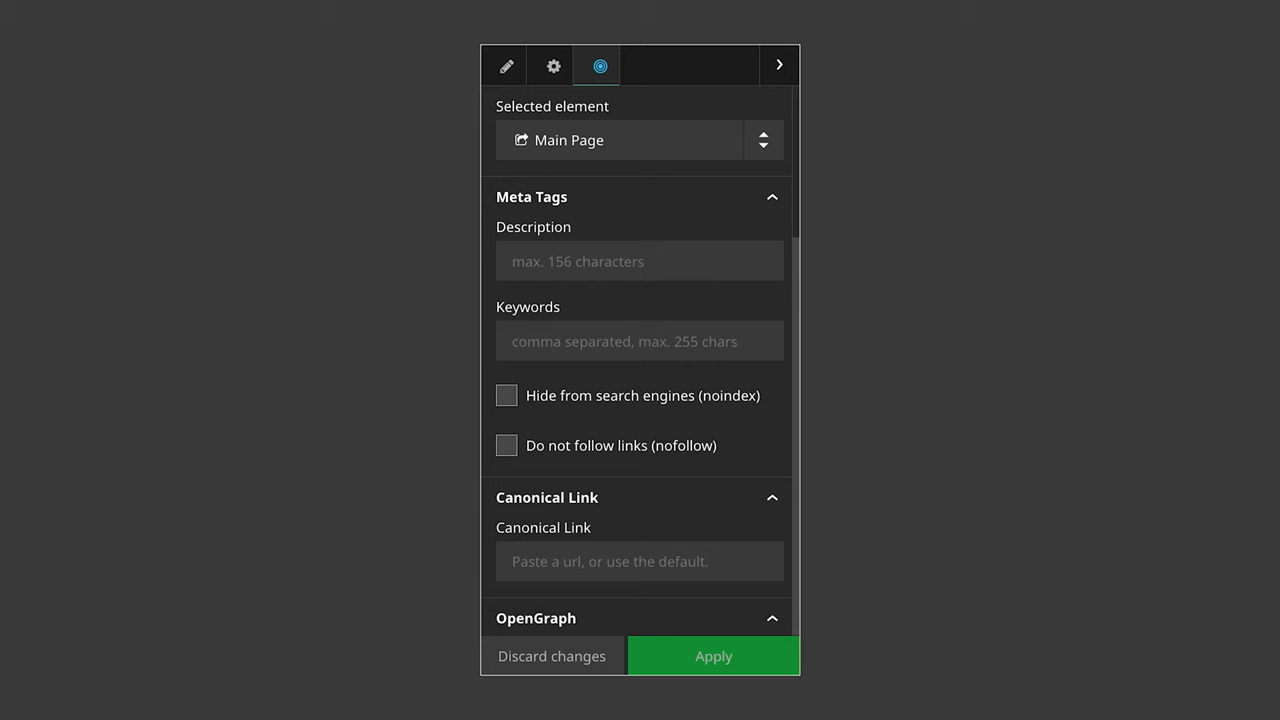 Selected element
Main Page
Meta Tags
Description
max. 156 characters
Keywords
comma separated, max. 255 chars
Hide from search engines (noindex)
Do not follow links (nofollow)
Canonical Link
Canonical Link
Paste a url, or use the default.
OpenGraph
Discard changes
Apply